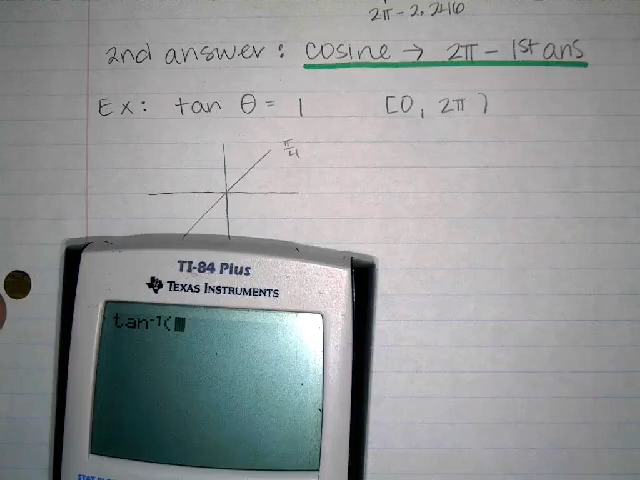 2π - 2.2416
2nd answer: cosine → 2π - 1st ans
Ex: tan θ = 1 [0, 2π)
π/4
TI-84 Plus
TEXAS INSTRUMENTS
tan⁻¹(